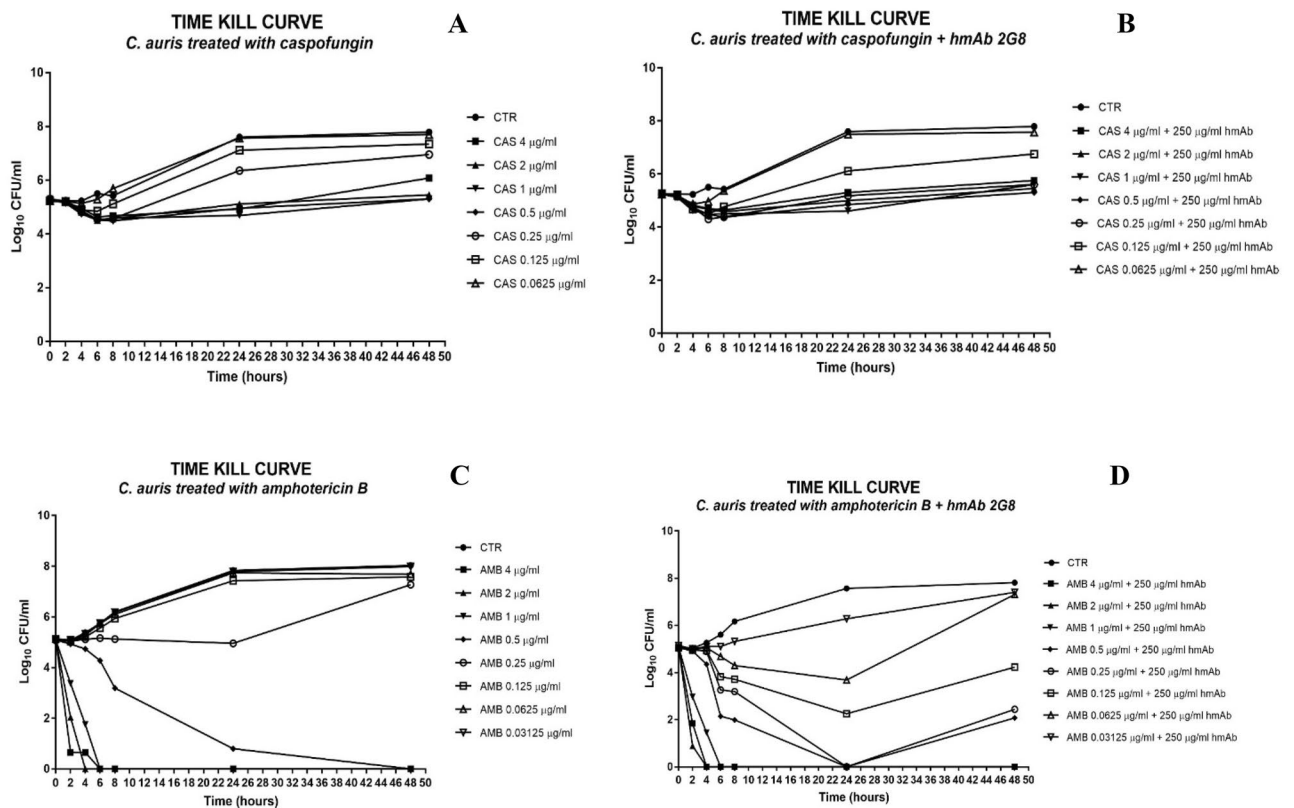 TIME KILL CURVE
C. auris treated with caspofungin
A
Log10 CFU/ml
10
8
6
4
2
0
0 2 4 6 8 10 12 14 16 18 20 22 24 26 28 30 32 34 36 38 40 42 44 46 48 50
Time (hours)
CTR
CAS 4 μg/ml
CAS 2 μg/ml
CAS 1 μg/ml
CAS 0.5 μg/ml
CAS 0.25 μg/ml
CAS 0.125 μg/ml
CAS 0.0625 μg/ml
TIME KILL CURVE
C. auris treated with caspofungin + hmAb 2G8
B
Log10 CFU/ml
10
8
6
4
2
0
0 2 4 6 8 10 12 14 16 18 20 22 24 26 28 30 32 34 36 38 40 42 44 46 48 50
Time (hours)
CTR
CAS 4 μg/ml + 250 μg/ml hmAb
CAS 2 μg/ml + 250 μg/ml hmAb
CAS 1 μg/ml + 250 μg/ml hmAb
CAS 0.5 μg/ml + 250 μg/ml hmAb
CAS 0.25 μg/ml + 250 μg/ml hmAb
CAS 0.125 μg/ml + 250 μg/ml hmAb
CAS 0.0625 μg/ml + 250 μg/ml hmAb
TIME KILL CURVE
C. auris treated with amphotericin B
C
Log10 CFU/ml
10
8
6
4
2
0
0 2 4 6 8 10 12 14 16 18 20 22 24 26 28 30 32 34 36 38 40 42 44 46 48 50
Time (hours)
CTR
AMB 4 μg/ml
AMB 2 μg/ml
AMB 1 μg/ml
AMB 0.5 μg/ml
AMB 0.25 μg/ml
AMB 0.125 μg/ml
AMB 0.0625 μg/ml
AMB 0.03125 μg/ml
TIME KILL CURVE
C. auris treated with amphotericin B + hmAb 2G8
D
Log10 CFU/ml
10
8
6
4
2
0
0 2 4 6 8 10 12 14 16 18 20 22 24 26 28 30 32 34 36 38 40 42 44 46 48 50
Time (hours)
CTR
AMB 4 μg/ml + 250 μg/ml hmAb
AMB 2 μg/ml + 250 μg/ml hmAb
AMB 1 μg/ml + 250 μg/ml hmAb
AMB 0.5 μg/ml + 250 μg/ml hmAb
AMB 0.25 μg/ml + 250 μg/ml hmAb
AMB 0.125 μg/ml + 250 μg/ml hmAb
AMB 0.0625 μg/ml + 250 μg/ml hmAb
AMB 0.03125 μg/ml + 250 μg/ml hmAb